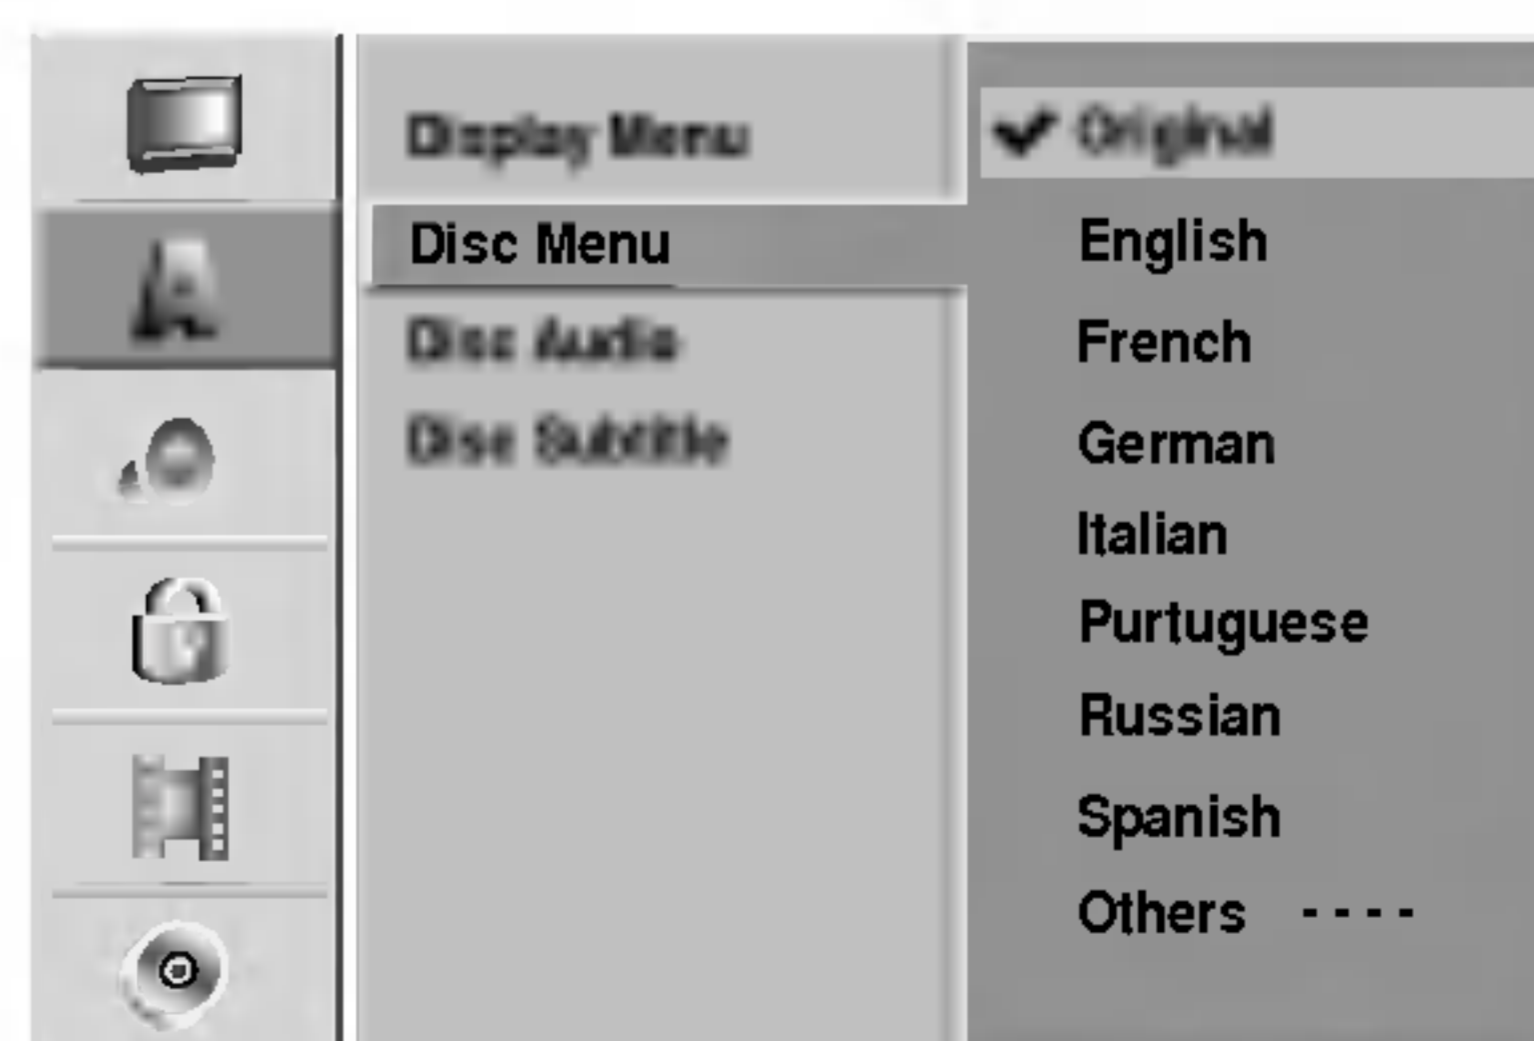 Display Menu
Disc Menu
Disc Audio
Disc Subtitle
Original
English
French
German
Italian
Purtuguese
Russian
Spanish
Others - - - -